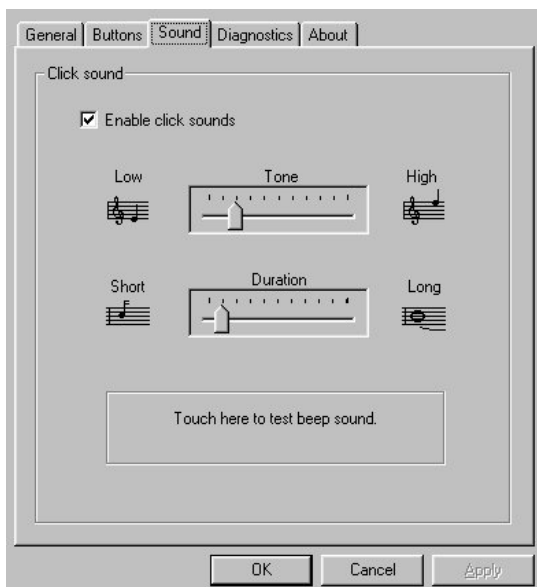 General Buttons Sound Diagnostics About
Click sound
Enable click sounds
Low Tone High
Short Duration Long
Touch here to test beep sound.
OK Cancel Apply